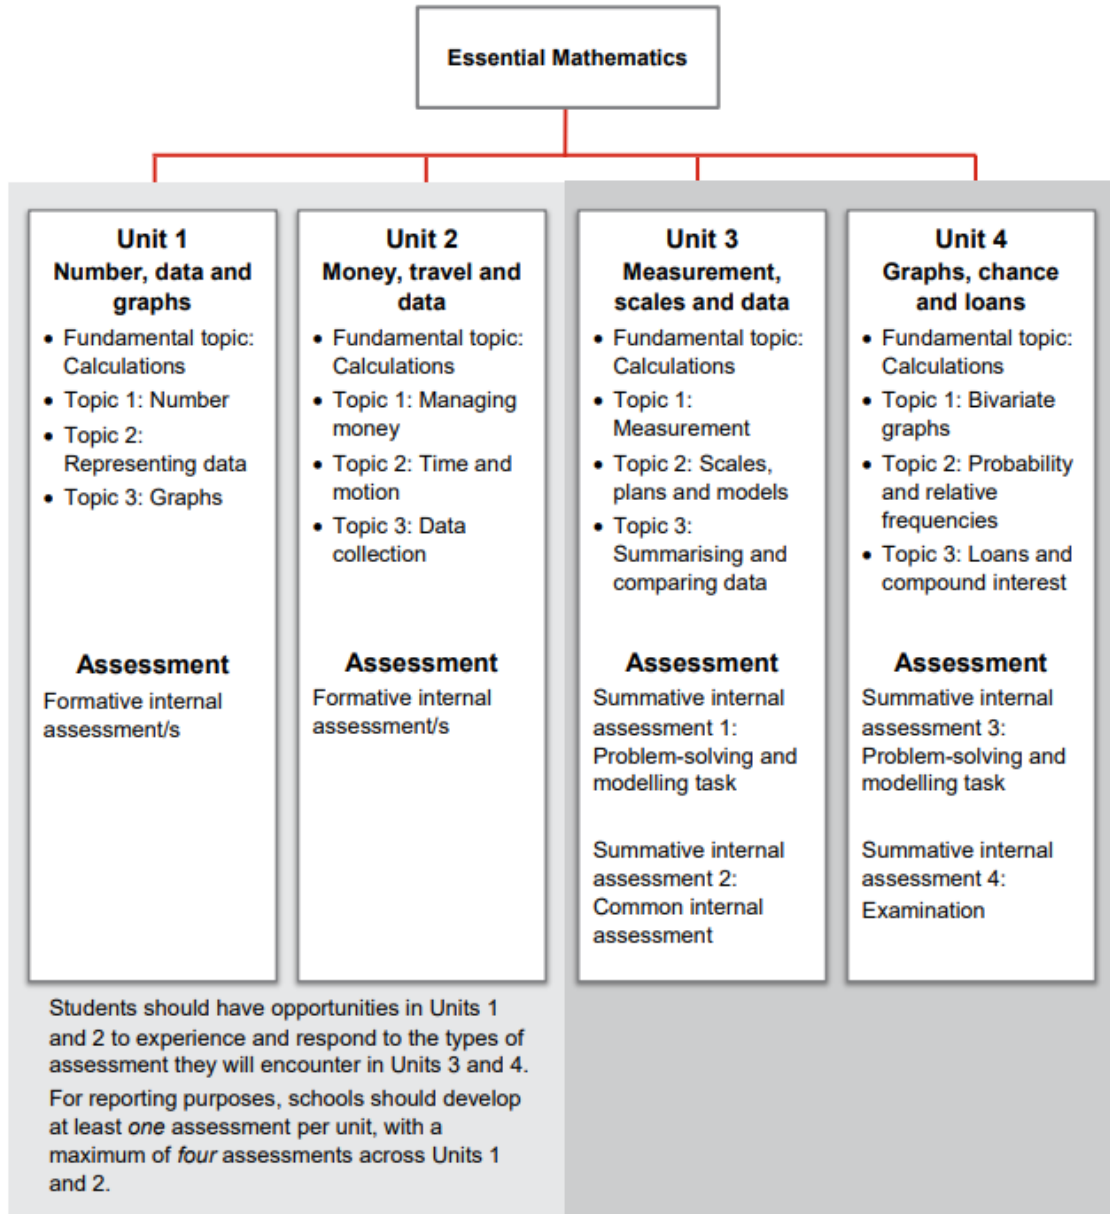 Essential Mathematics
Unit 1
Number, data and
graphs
• Fundamental topic:
Calculations
• Topic 1: Number
• Topic 2:
Representing data
• Topic 3: Graphs
Assessment
Formative internal
assessment/s
Unit 2
Money, travel and
data
• Fundamental topic:
Calculations
• Topic 1: Managing
money
• Topic 2: Time and
motion
• Topic 3: Data
collection
Assessment
Formative internal
assessment/s
Unit 3
Measurement,
scales and data
• Fundamental topic:
Calculations
• Topic 1:
Measurement
• Topic 2: Scales,
plans and models
• Topic 3:
Summarising and
comparing data
Assessment
Summative internal
assessment 1:
Problem-solving and
modelling task
Summative internal
assessment 2:
Common internal
assessment
Unit 4
Graphs, chance
and loans
• Fundamental topic:
Calculations
• Topic 1: Bivariate
graphs
• Topic 2: Probability
and relative
frequencies
• Topic 3: Loans and
compound interest
Assessment
Summative internal
assessment 3:
Problem-solving and
modelling task
Summative internal
assessment 4:
Examination
Students should have opportunities in Units 1
and 2 to experience and respond to the types of
assessment they will encounter in Units 3 and 4.
For reporting purposes, schools should develop
at least one assessment per unit, with a
maximum of four assessments across Units 1
and 2.